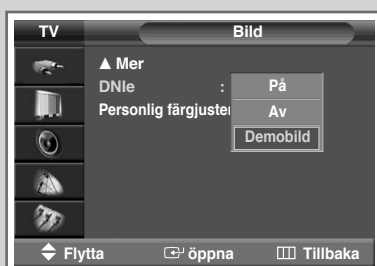 TV Bild
▲ Mer
DNIe : På
Personlig färgjuster Av
Demobild
Flytta öppna Tillbaka